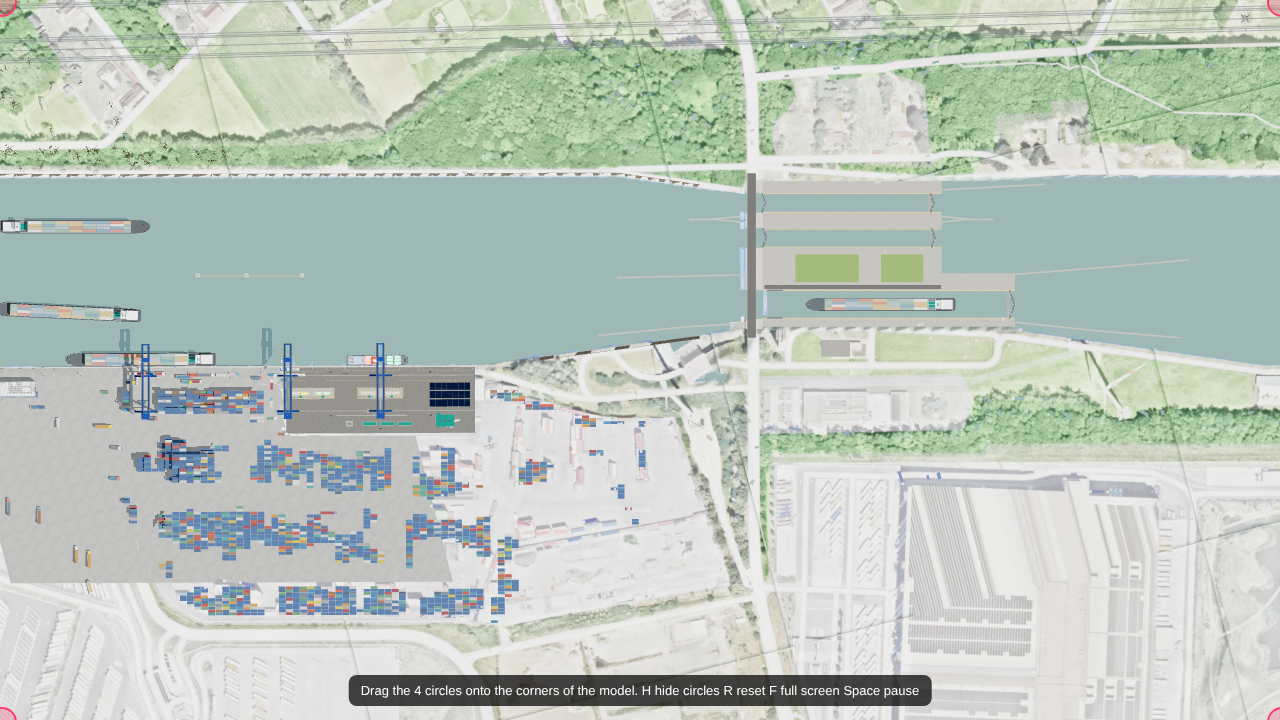 Drag the 4 circles onto the corners of the model. H hide circles R reset F full screen Space pause